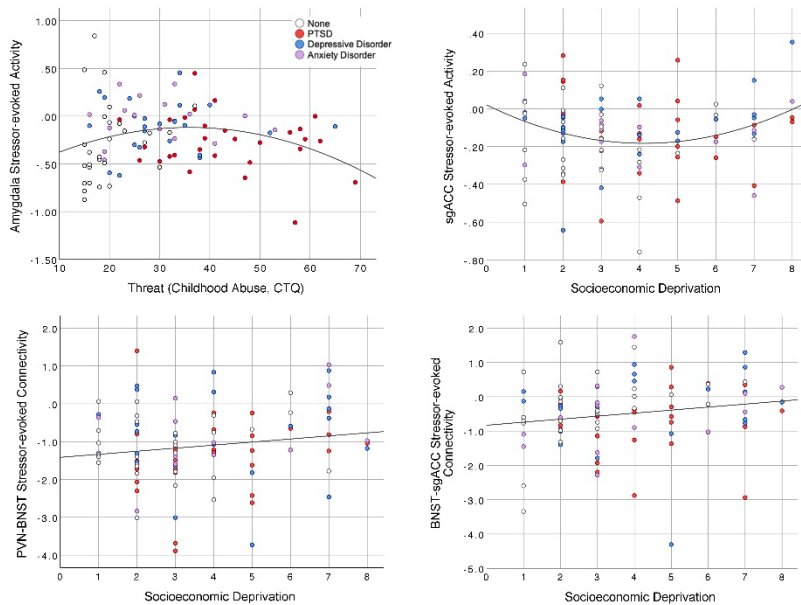 None
PTSD
Depressive Disorder
Anxiety Disorder
Amygdala Stressor-evoked Activity
1.00
.50
.00
-.50
-1.00
-1.50
10 20 30 40 50 60 70
Threat (Childhood Abuse, CTQ)
sgACC Stressor-evoked Activity
.40
.20
.00
-.20
-.40
-.60
-.80
0 1 2 3 4 5 6 7 8
Socioeconomic Deprivation
PVN-BNST Stressor-evoked Connectivity
2.0
1.0
.0
-1.0
-2.0
-3.0
-4.0
0 1 2 3 4 5 6 7 8
Socioeconomic Deprivation
BNST-sgACC Stressor-evoked
Connectivity
2.0
1.0
.0
-1.0
-2.0
-3.0
-4.0
-5.0
0 1 2 3 4 5 6 7 8
Socioeconomic Deprivation